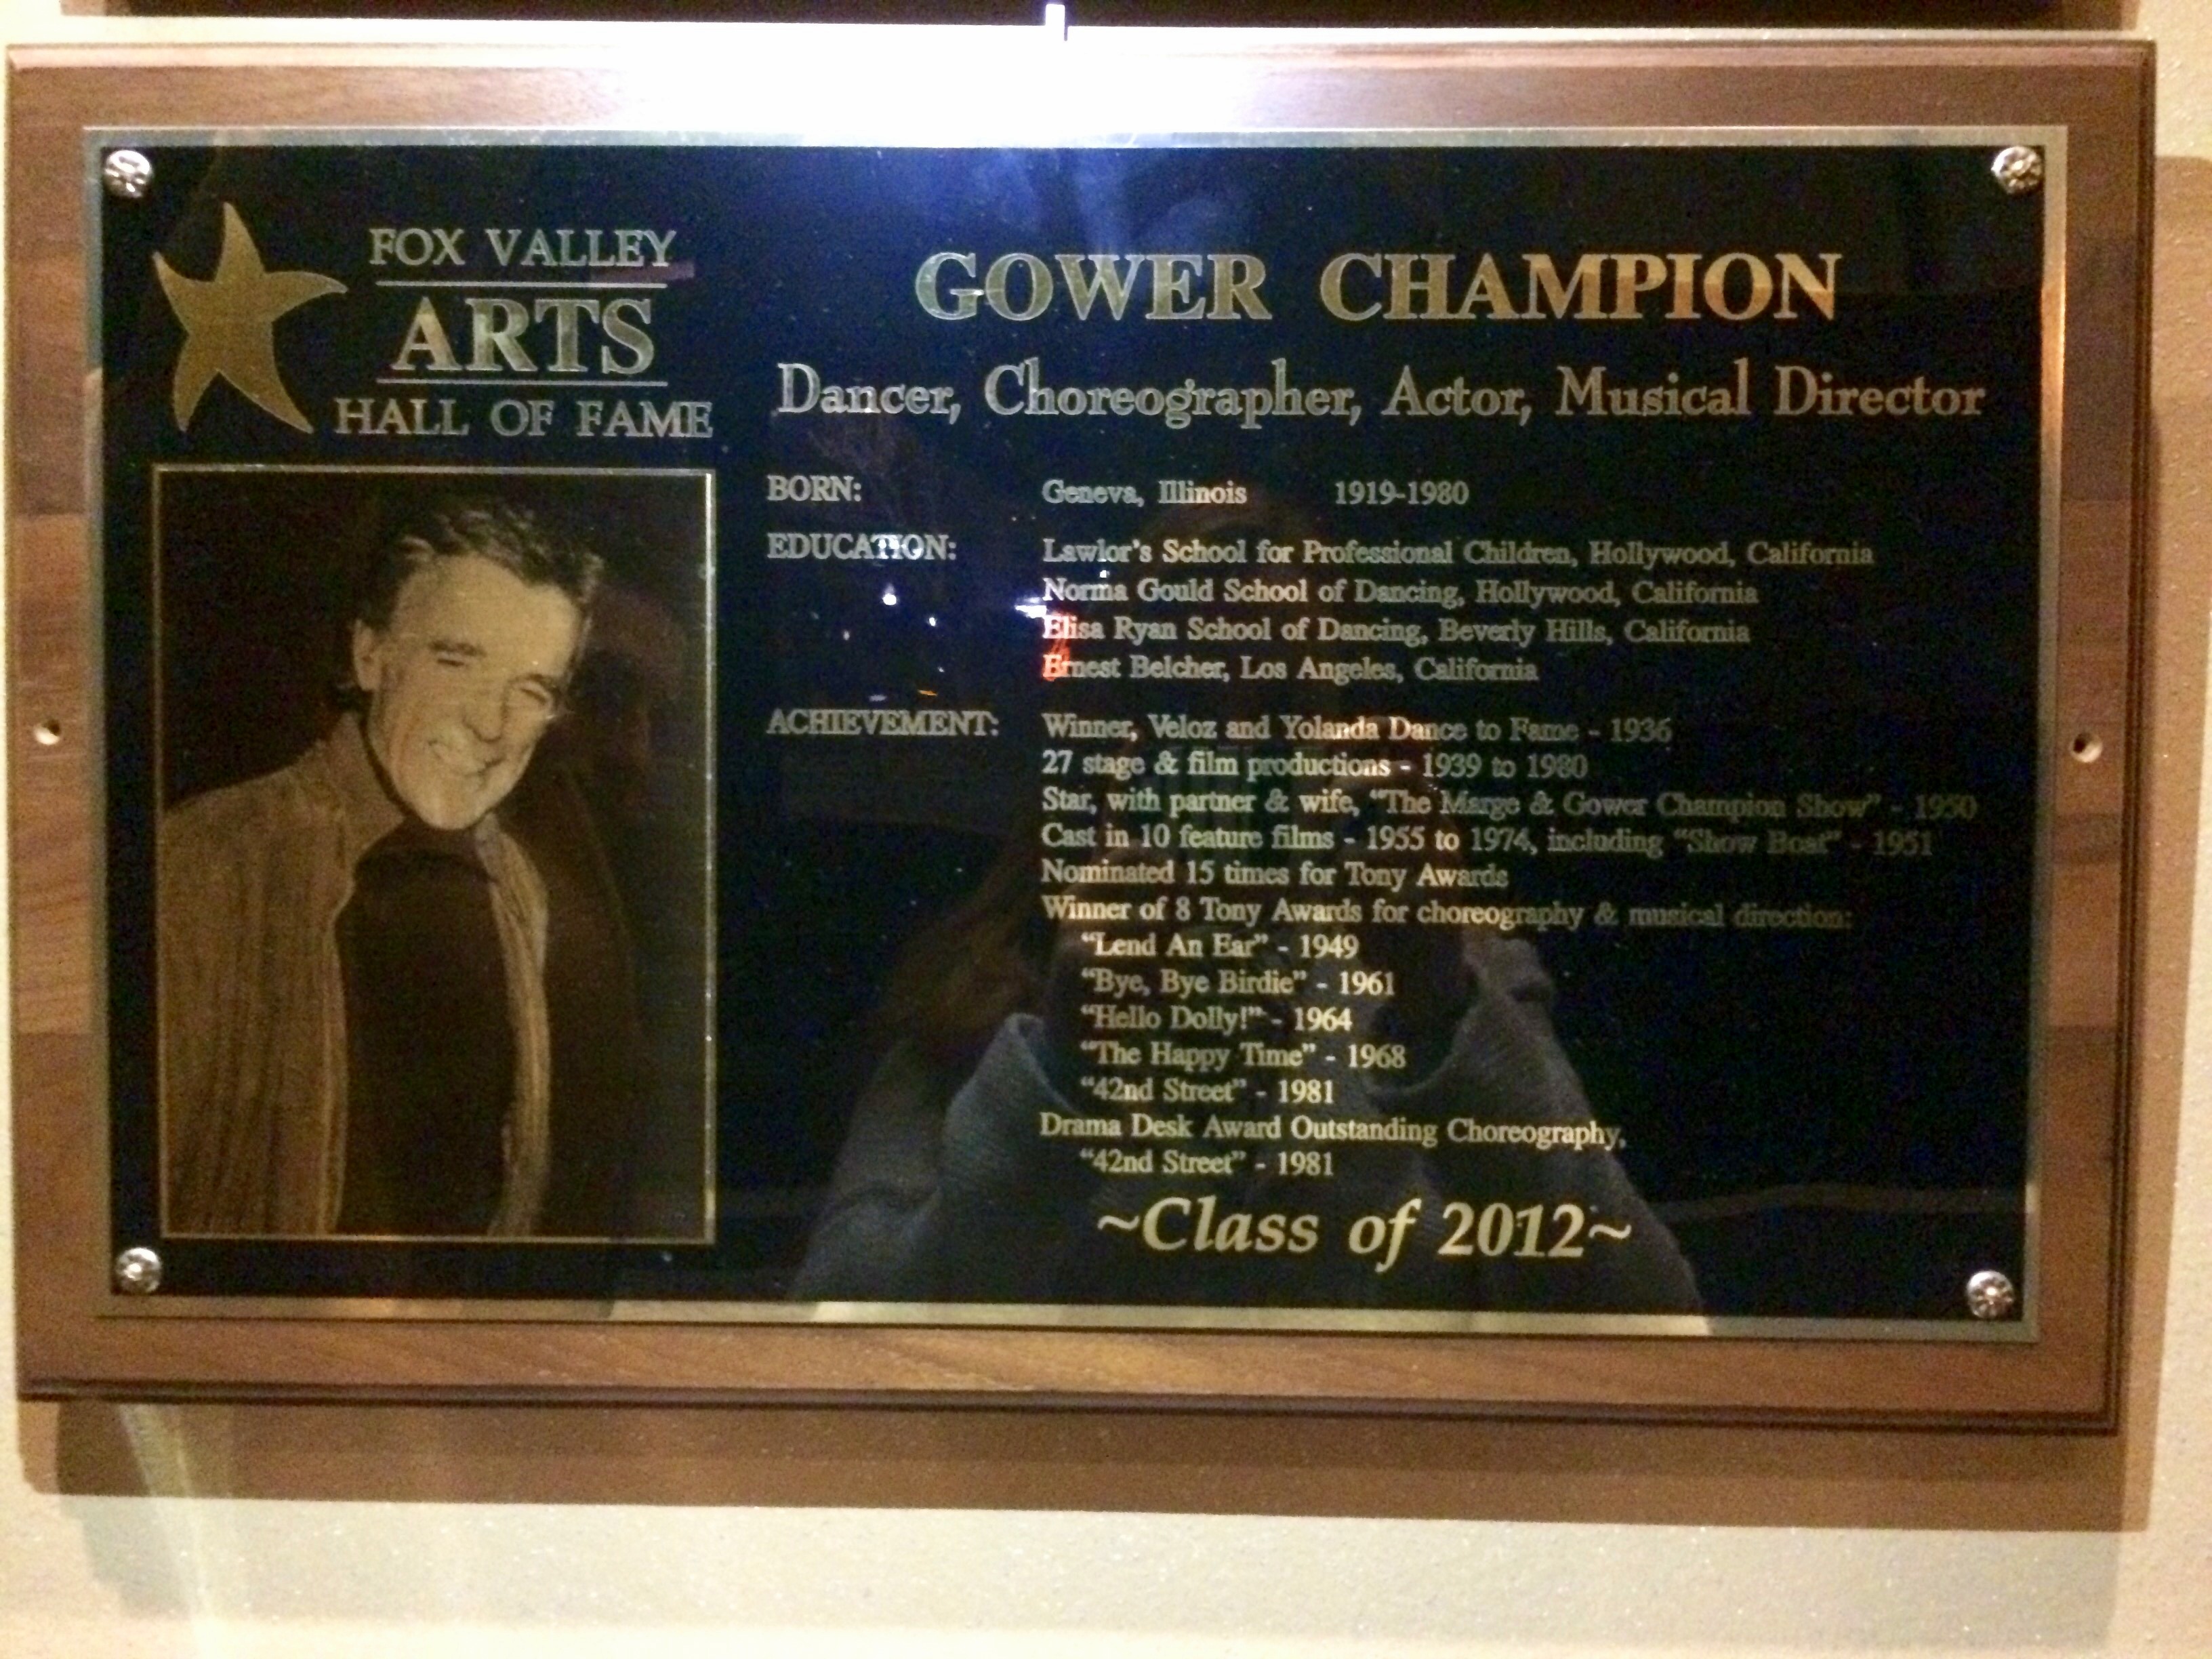 FOX VALLEY
ARTS
HALL OF FAME
GOWER CHAMPION
Dancer, Choreographer, Actor, Musical Director
BORN: Geneva, Illinois 1919-1980
EDUCATION: Lawlor's School for Professional Children, Hollywood, California
Norma Gould School of Dancing, Hollywood, California
Elisa Ryan School of Dancing, Beverly Hills, California
Ernest Belcher, Los Angeles, California
ACHIEVEMENT: Winner, Veloz and Yolanda Dance to Fame - 1936
27 stage & film productions - 1939 to 1980
Star, with partner & wife, "The Marge & Gower Champion Show" - 1950
Cast in 10 feature films - 1955 to 1974, including "Show Boat" - 1951
Nominated 15 times for Tony Awards
Winner of 8 Tony Awards for choreography & musical direction:
"Lend An Ear" - 1949
"Bye, Bye Birdie" - 1961
"Hello Dolly!" - 1964
"The Happy Time" - 1968
"42nd Street" - 1981
Drama Desk Award Outstanding Choreography,
"42nd Street" - 1981
~Class of 2012~